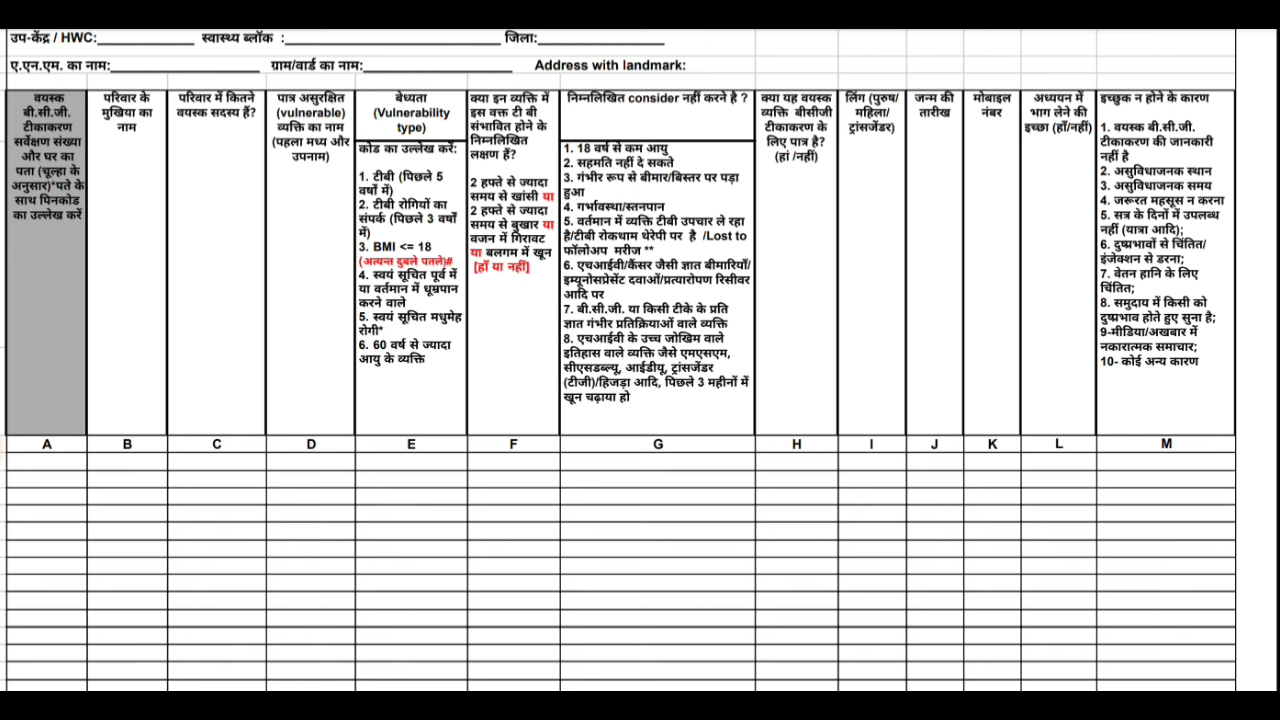 उप-केंद्र / HWC:______________ स्वास्थ्य ब्लॉक :________________________________ जिला:___________________
ए.एन.एम. का नाम:______________________ ग्राम/वार्ड का नाम:______________________ Address with landmark:
वयस्क
बी.सी.जी.
टीकाकरण
सर्वेक्षण संख्या
और घर का
पता (चूल्हा के
अनुसार)*पते के
साथ पिनकोड
का उल्लेख करें
परिवार के
मुखिया का
नाम
परिवार में कितने
वयस्क सदस्य हैं?
पात्र असुरक्षित
(vulnerable)
व्यक्ति का नाम
(पहला मध्य और
उपनाम)
बेध्यता
(Vulnerability
type)
कोड का उल्लेख करें:
1. टीबी (पिछले 5
वर्षों में)
2. टीबी रोगियों का
संपर्क (पिछले 3 वर्षों
में)
3. BMI <= 18
(अत्यन्त दुबले पतले)#
4. स्वयं सूचित पूर्व में
या वर्तमान में धूम्रपान
करने वाले
5. स्वयं सूचित मधुमेह
रोगी*
6. 60 वर्ष से ज्यादा
आयु के व्यक्ति
क्या इन व्यक्ति में
इस वक्त टी बी
संभावित होने के
निम्नलिखित
लक्षण हैं?
2 हफ्ते से ज्यादा
समय से खांसी या
2 हफ्ते से ज्यादा
समय से बुखार या
वजन में गिरावट
या बलगम में खून
[हाँ या नहीं]
निम्नलिखित consider नहीं करने है ?
1. 18 वर्ष से कम आयु
2. सहमति नहीं दे सकते
3. गंभीर रूप से बीमार/बिस्तर पर पड़ा
हुआ
4. गर्भावस्था/स्तनपान
5. वर्तमान में व्यक्ति टीबी उपचार ले रहा
है/टीबी रोकथाम थेरेपी पर है /Lost to
फॉलोअप मरीज **
6. एचआईवी/कैंसर जैसी ज्ञात बीमारियाँ/
इम्यूनोसप्रेसेंट दवाओं/प्रत्यारोपण रिसीवर
आदि पर
7. बी.सी.जी. या किसी टीके के प्रति
ज्ञात गंभीर प्रतिक्रियाओं वाले व्यक्ति
8. एचआईवी के उच्च जोखिम वाले
इतिहास वाले व्यक्ति जैसे एमएसएम,
सीएसडब्ल्यू, आईडीयू, ट्रांसजेंडर
(टीजी)/हिजड़ा आदि, पिछले 3 महीनों में
खून चढ़ाया हो
क्या यह वयस्क
व्यक्ति बीसीजी
टीकाकरण के
लिए पात्र है?
(हां /नहीं)
लिंग (पुरुष/
महिला/
ट्रांसजेंडर)
जन्म की
तारीख
मोबाइल
नंबर
अध्ययन में
भाग लेने की
इच्छा (हाँ/नहीं)
इच्छुक न होने के कारण
1. वयस्क बी.सी.जी.
टीकाकरण की जानकारी
नहीं है
2. असुविधाजनक स्थान
3. असुविधाजनक समय
4. जरूरत महसूस न करना
5. सत्र के दिनों में उपलब्ध
नहीं (यात्रा आदि);
6. दुष्प्रभावों से चिंतित/
इंजेक्शन से डरना;
7. वेतन हानि के लिए
चिंतित;
8. समुदाय में किसी को
दुष्प्रभाव होते हुए सुना है;
9-मीडिया/अखबार में
नकारात्मक समाचार;
10- कोई अन्य कारण
A B C D E F G H I J K L M